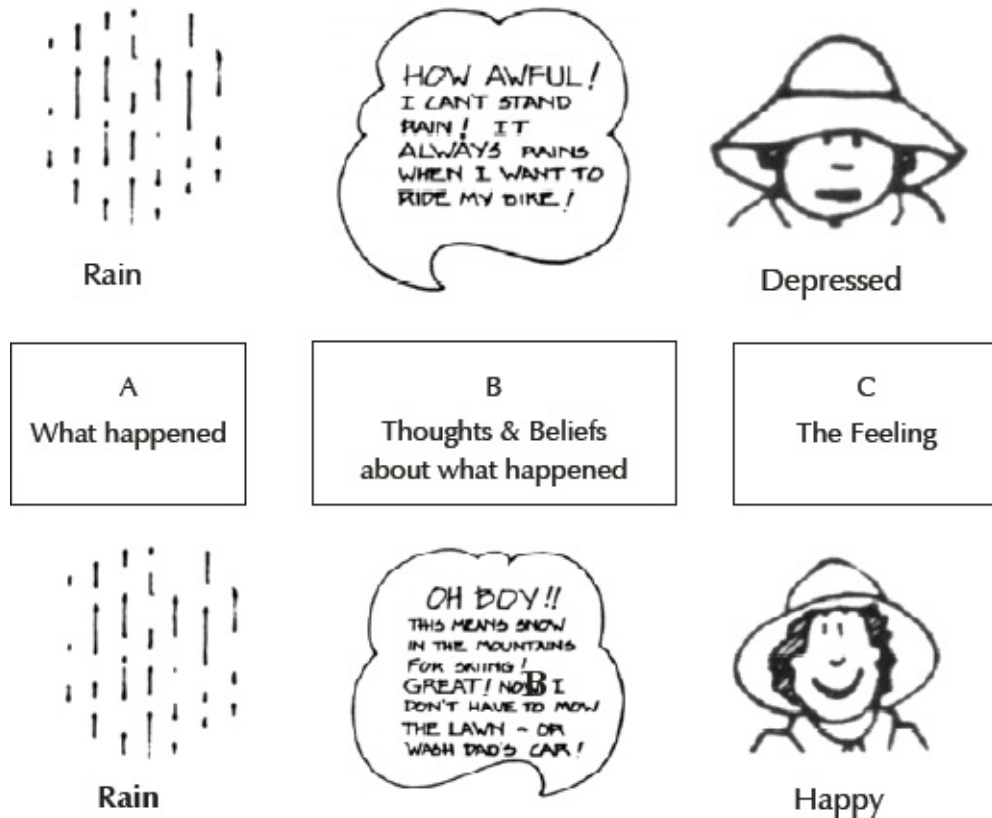 HOW AWFUL!
I CAN'T STAND
RAIN! IT
ALWAYS RAINS
WHEN I WANT TO
RIDE MY BIKE!
Rain
Depressed
A
What happened
B
Thoughts & Beliefs
about what happened
C
The Feeling
OH BOY!!
THIS MEANS SNOW
IN THE MOUNTAINS
FOR SKIING!
GREAT! NOW I
B
DON'T HAVE TO MOW
THE LAWN ~ OR
WASH DAD'S CAR!
Rain
Happy